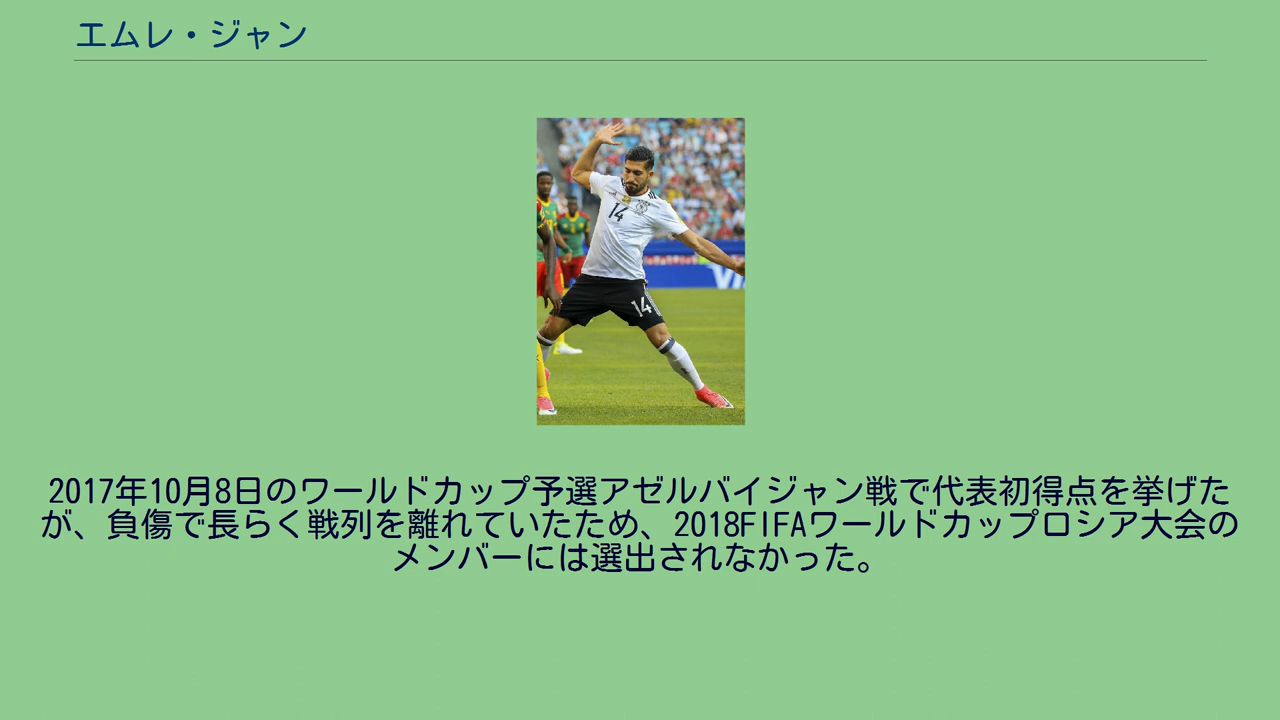 エムレ・ジャン
14
14
VI
2017年10月8日のワールドカップ予選アゼルバイジャン戦で代表初得点を挙げた
が、負傷で長らく戦列を離れていたため、2018FIFAワールドカップロシア大会の
メンバーには選出されなかった。